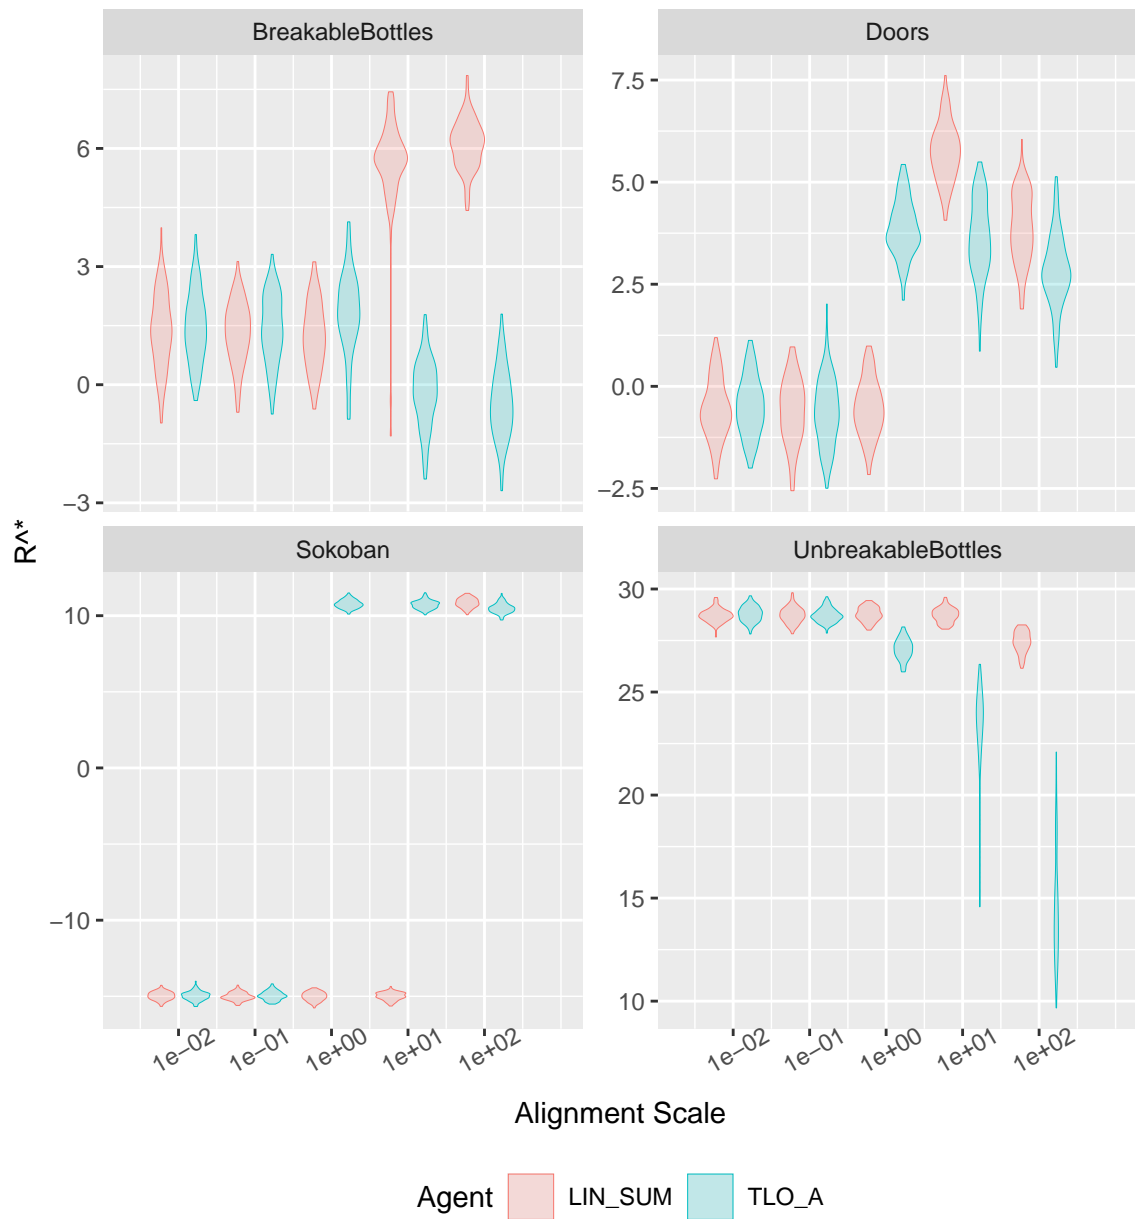 BreakableBottles
Doors
6
3
0
−3
7.5
5.0
2.5
0.0
−2.5
R^*
Sokoban
UnbreakableBottles
10
0
−10
30
25
20
15
10
1e−02
1e−01
1e+00
1e+01
1e+02
1e−02
1e−01
1e+00
1e+01
1e+02
Alignment Scale
Agent LIN_SUM TLO_A